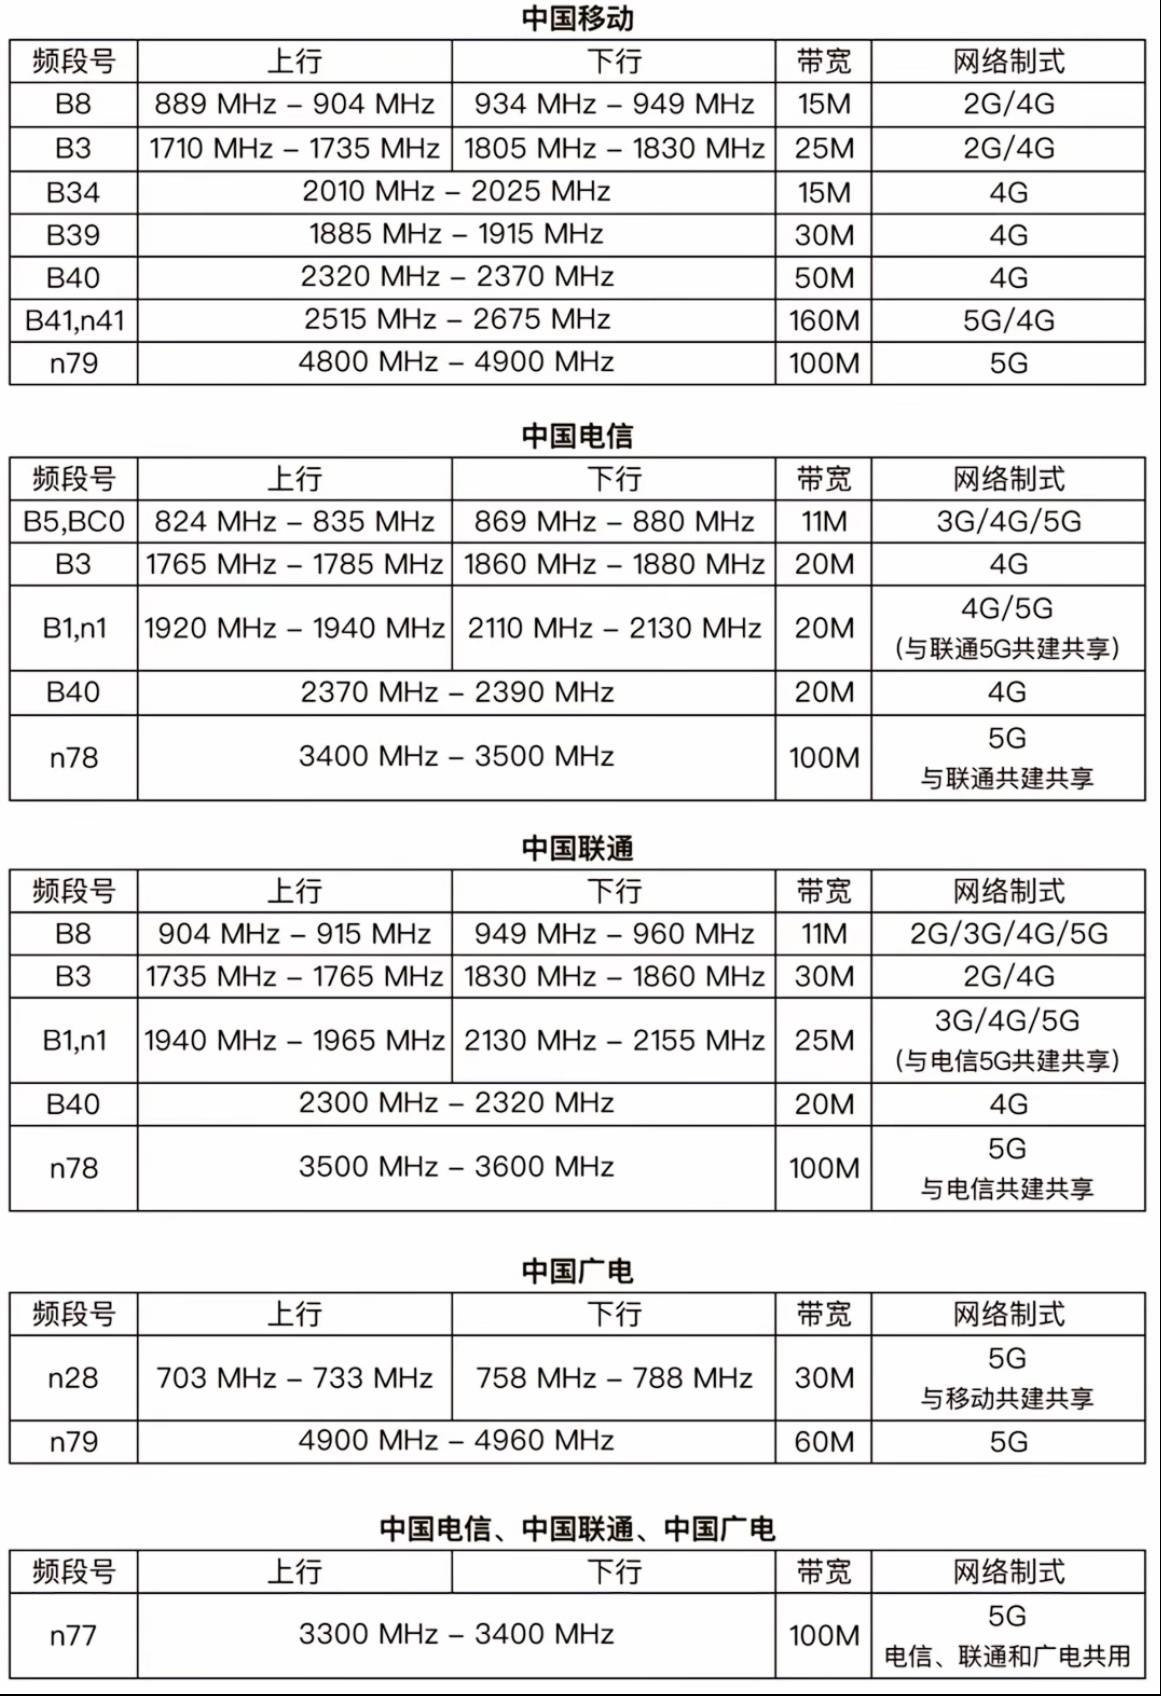 中国移动
频段号 上行 下行 带宽 网络制式
B8 889 MHz – 904 MHz 934 MHz – 949 MHz 15M 2G/4G
B3 1710 MHz – 1735 MHz 1805 MHz – 1830 MHz 25M 2G/4G
B34 2010 MHz – 2025 MHz 15M 4G
B39 1885 MHz – 1915 MHz 30M 4G
B40 2320 MHz – 2370 MHz 50M 4G
B41,n41 2515 MHz – 2675 MHz 160M 5G/4G
n79 4800 MHz – 4900 MHz 100M 5G
中国电信
频段号 上行 下行 带宽 网络制式
B5,BC0 824 MHz – 835 MHz 869 MHz – 880 MHz 11M 3G/4G/5G
B3 1765 MHz – 1785 MHz 1860 MHz – 1880 MHz 20M 4G
B1,n1 1920 MHz – 1940 MHz 2110 MHz – 2130 MHz 20M 4G/5G
(与联通5G共建共享)
B40 2370 MHz – 2390 MHz 20M 4G
n78 3400 MHz – 3500 MHz 100M 5G
与联通共建共享
中国联通
频段号 上行 下行 带宽 网络制式
B8 904 MHz – 915 MHz 949 MHz – 960 MHz 11M 2G/3G/4G/5G
B3 1735 MHz – 1765 MHz 1830 MHz – 1860 MHz 30M 2G/4G
B1,n1 1940 MHz – 1965 MHz 2130 MHz – 2155 MHz 25M 3G/4G/5G
(与电信5G共建共享)
B40 2300 MHz – 2320 MHz 20M 4G
n78 3500 MHz – 3600 MHz 100M 5G
与电信共建共享
中国广电
频段号 上行 下行 带宽 网络制式
n28 703 MHz – 733 MHz 758 MHz – 788 MHz 30M 5G
与移动共建共享
n79 4900 MHz – 4960 MHz 60M 5G
中国电信、中国联通、中国广电
频段号 上行 下行 带宽 网络制式
n77 3300 MHz – 3400 MHz 100M 5G
电信、联通和广电共用